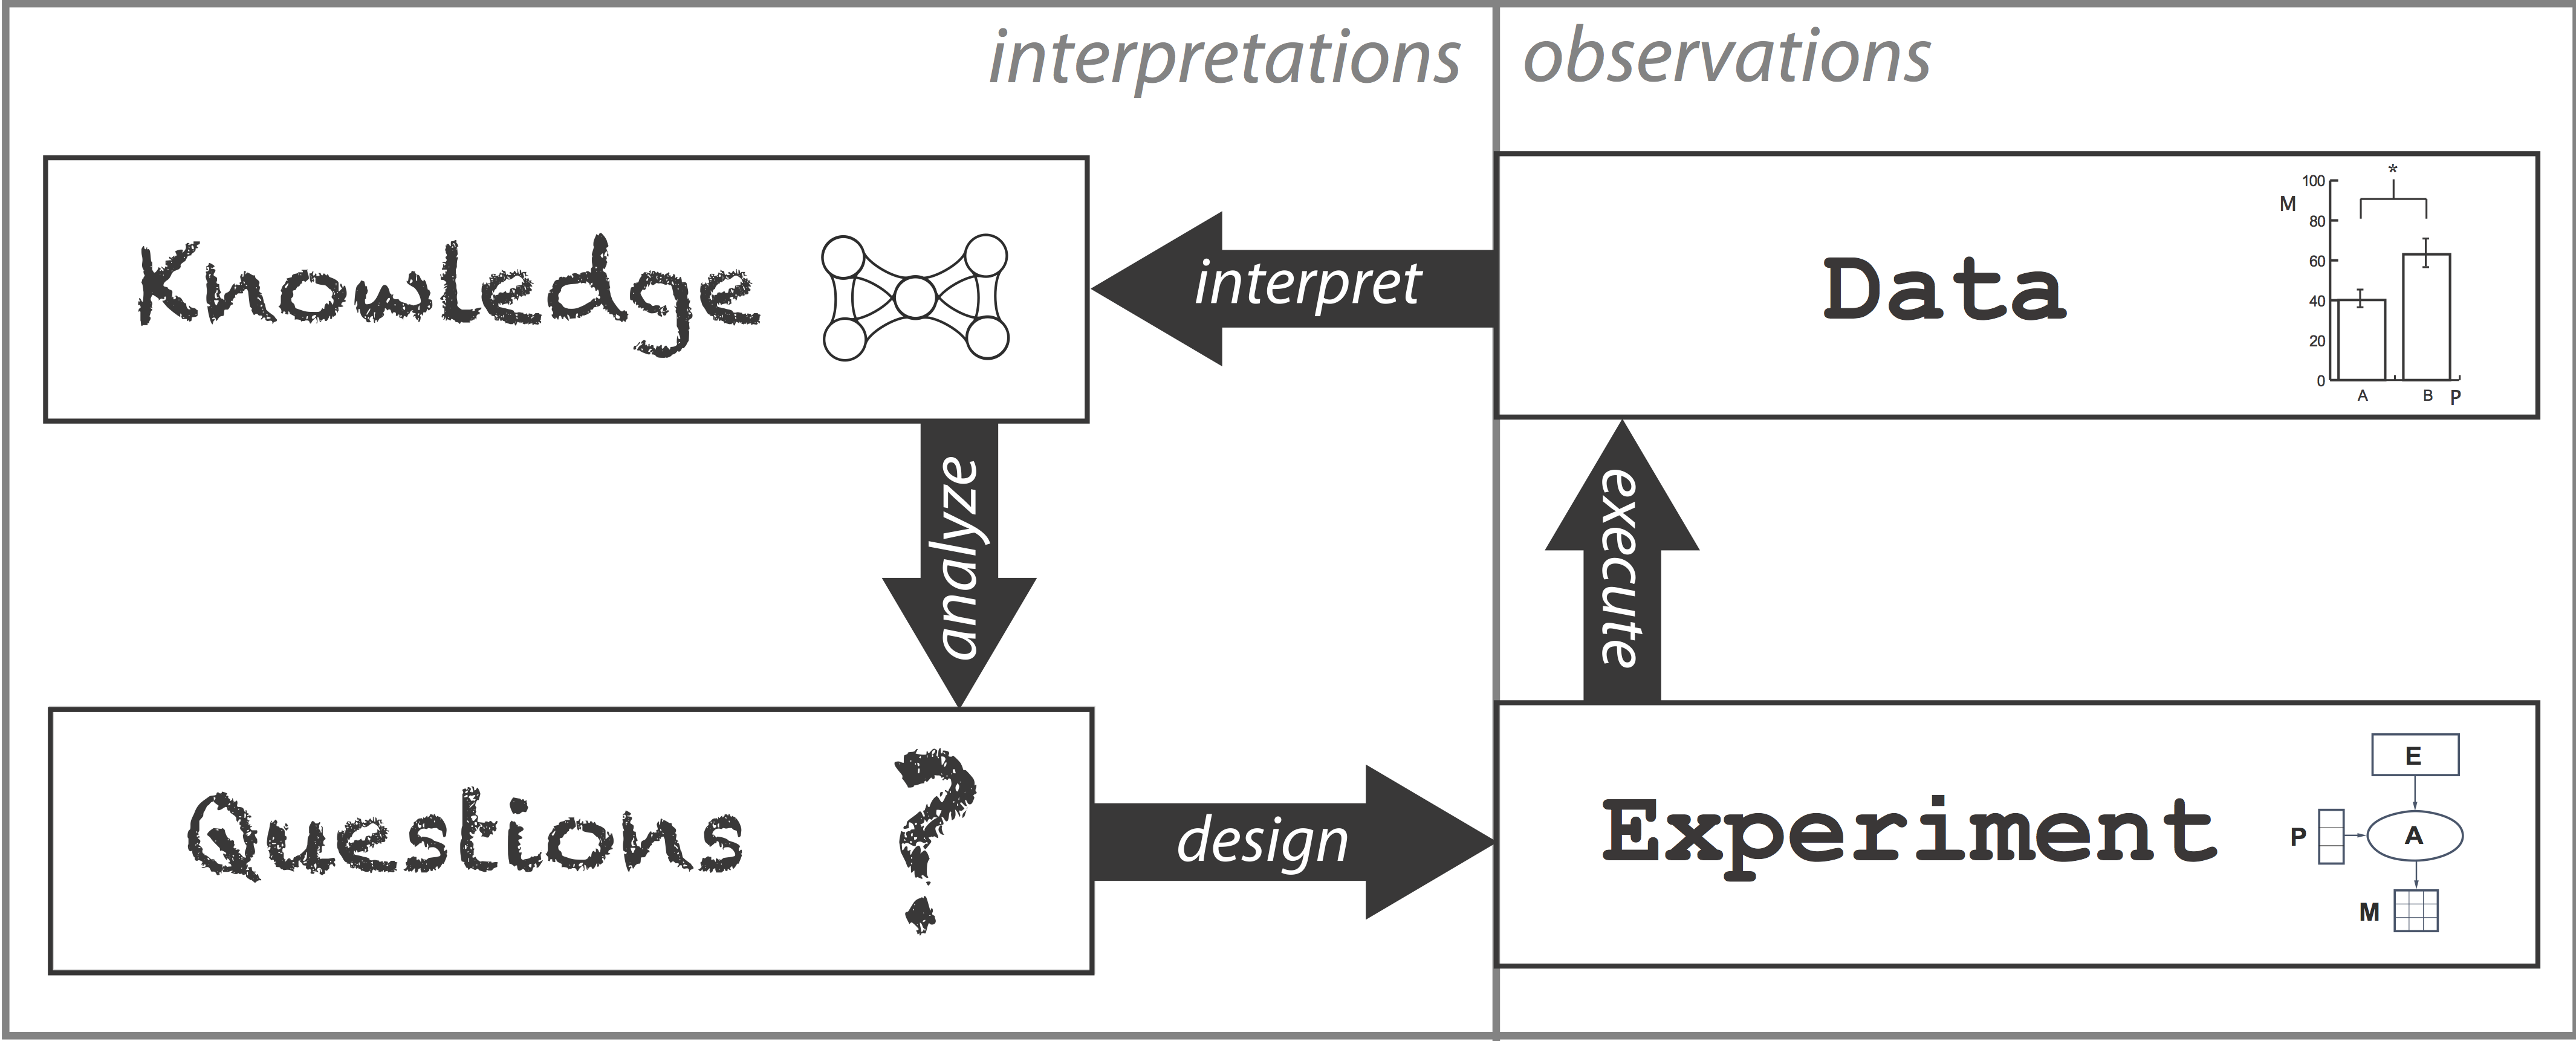 interpretations
observations
Knowledge
interpret
Data
M
100
80
60
40
20
0
*
A
B
P
analyze
execute
Questions
?
design
Experiment
E
P
A
M